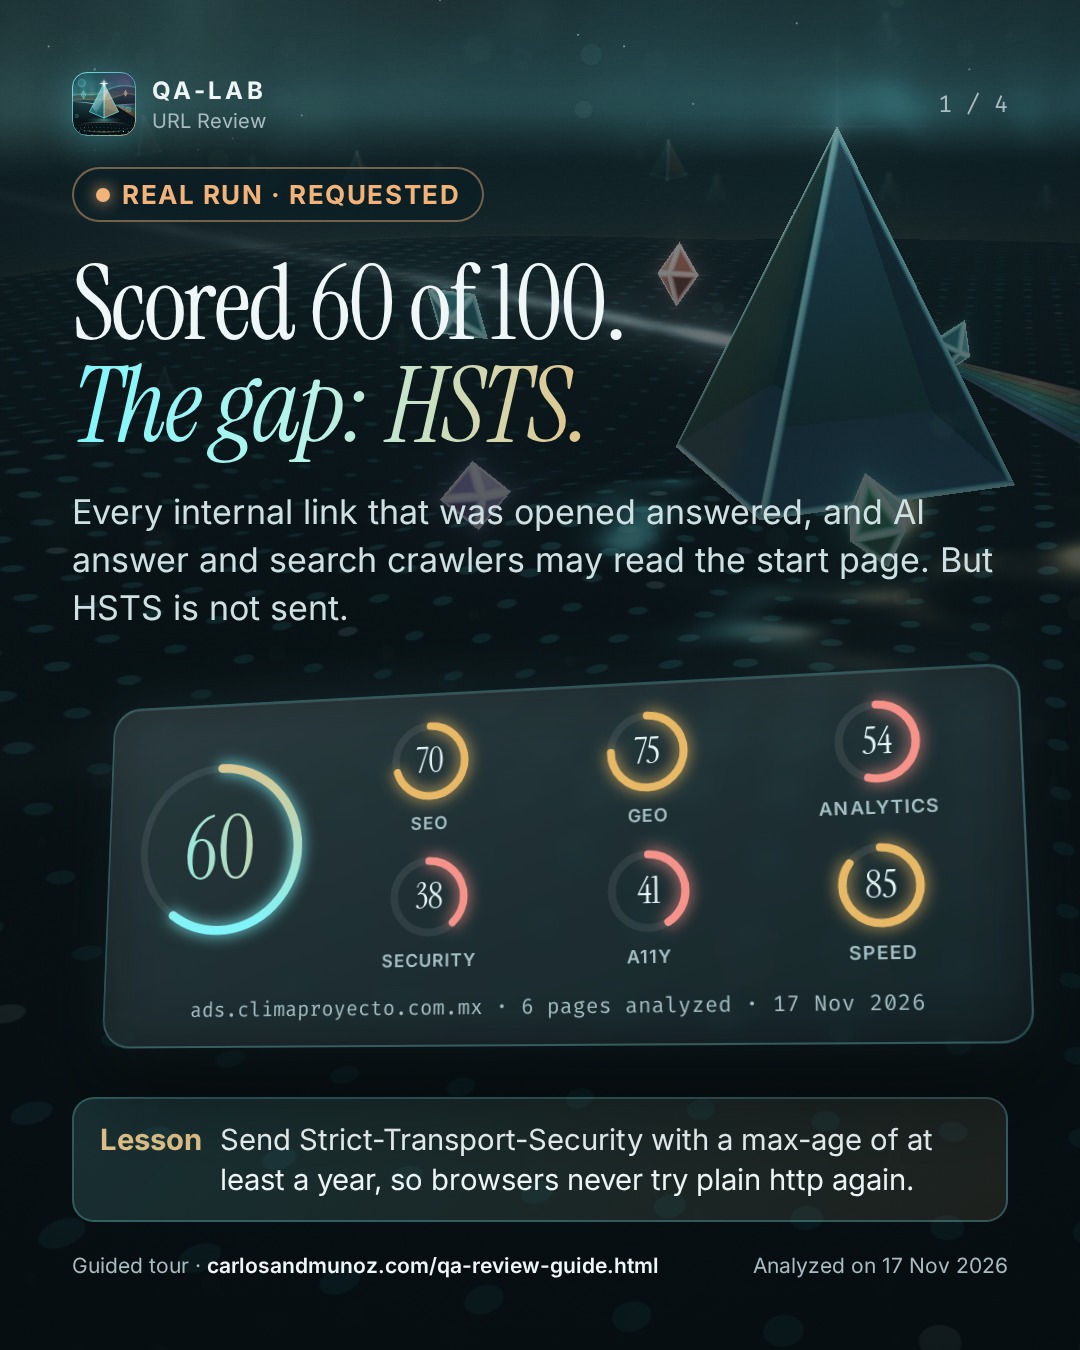 QA-LAB
URL Review
1 / 4
REAL RUN · REQUESTED
Scored 60 of 100.
The gap: HSTS.
Every internal link that was opened answered, and AI
answer and search crawlers may read the start page. But
HSTS is not sent.
60
70
SEO
75
GEO
54
ANALYTICS
38
SECURITY
41
A11Y
85
SPEED
ads.climaproyecto.com.mx · 6 pages analyzed · 17 Nov 2026
Lesson Send Strict-Transport-Security with a max-age of at
least a year, so browsers never try plain http again.
Guided tour · carlosandmunoz.com/qa-review-guide.html
Analyzed on 17 Nov 2026